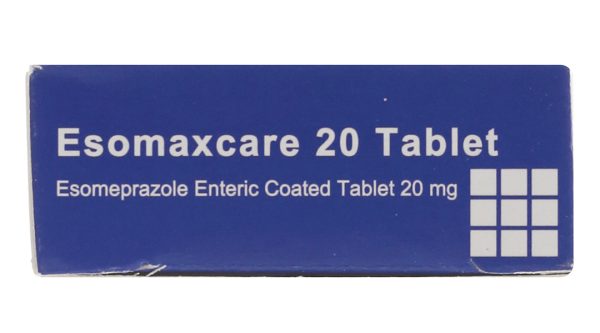 Esomaxcare 20 Tablet
Esomeprazole Enteric Coated Tablet 20 mg